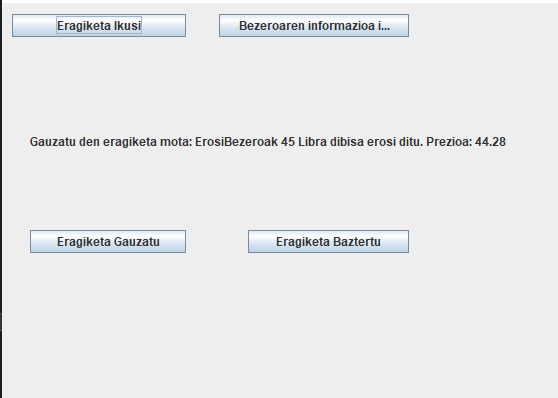 Eragiketa Ikusi
Bezeroaren informazioa i...
Gauzatu den eragiketa mota: ErosiBezeroak 45 Libra dibisa erosi ditu. Prezioa: 44.28
Eragiketa Gauzatu
Eragiketa Baztertu